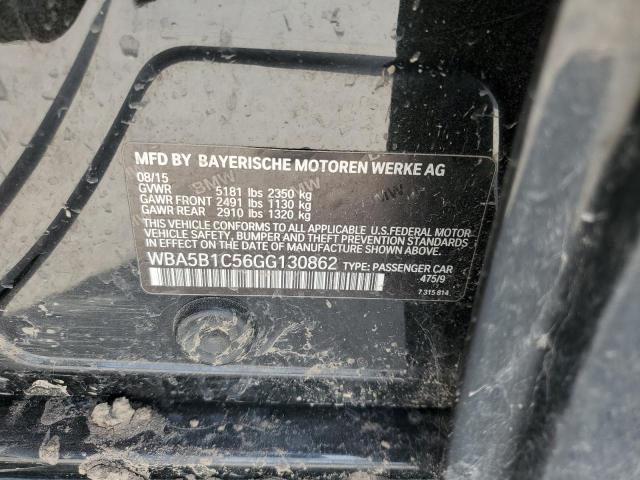 MFD BY BAYERISCHE MOTOREN WERKE AG
08/15
GVWR 5181 lbs 2350 kg
GAWR FRONT 2491 lbs 1130 kg
GAWR REAR 2910 lbs 1320 kg
THIS VEHICLE CONFORMS TO ALL APPLICABLE U.S.FEDERAL MOTOR
VEHICLE SAFETY, BUMPER, AND THEFT PREVENTION STANDARDS IN
EFFECT ON THE DATE OF MANUFACTURE SHOWN ABOVE.
WBA5B1C56GG130862 TYPE: PASSENGER CAR
475/9
7 315 814